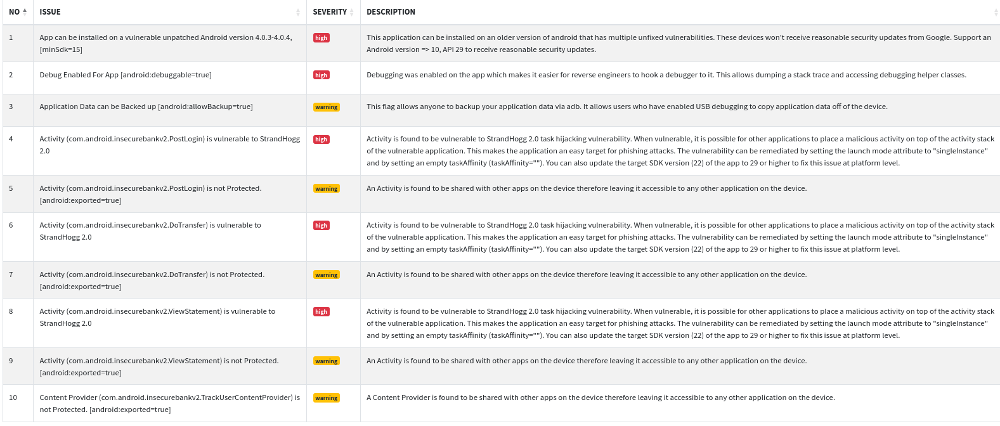 NO ISSUE SEVERITY DESCRIPTION
1 App can be installed on a vulnerable unpatched Android version 4.0.3-4.0.4, high This application can be installed on an older version of android that has multiple unfixed vulnerabilities. These devices won't receive reasonable security updates from Google. Support an
[minSdk=15] Android version => 10, API 29 to receive reasonable security updates.
2 Debug Enabled For App [android:debuggable=true] high Debugging was enabled on the app which makes it easier for reverse engineers to hook a debugger to it. This allows dumping a stack trace and accessing debugging helper classes.
3 Application Data can be Backed up [android:allowBackup=true] warning This flag allows anyone to backup your application data via adb. It allows users who have enabled USB debugging to copy application data off of the device.
4 Activity (com.android.insecurebankv2.PostLogin) is vulnerable to StrandHogg high Activity is found to be vulnerable to StrandHogg 2.0 task hijacking vulnerability. When vulnerable, it is possible for other applications to place a malicious activity on top of the activity stack
2.0 of the vulnerable application. This makes the application an easy target for phishing attacks. The vulnerability can be remediated by setting the launch mode attribute to "singleInstance"
and by setting an empty taskAffinity (taskAffinity=""). You can also update the target SDK version (22) of the app to 29 or higher to fix this issue at platform level.
5 Activity (com.android.insecurebankv2.PostLogin) is not Protected. warning An Activity is found to be shared with other apps on the device therefore leaving it accessible to any other application on the device.
[android:exported=true]
6 Activity (com.android.insecurebankv2.DoTransfer) is vulnerable to high Activity is found to be vulnerable to StrandHogg 2.0 task hijacking vulnerability. When vulnerable, it is possible for other applications to place a malicious activity on top of the activity stack
StrandHogg 2.0 of the vulnerable application. This makes the application an easy target for phishing attacks. The vulnerability can be remediated by setting the launch mode attribute to "singleInstance"
and by setting an empty taskAffinity (taskAffinity=""). You can also update the target SDK version (22) of the app to 29 or higher to fix this issue at platform level.
7 Activity (com.android.insecurebankv2.DoTransfer) is not Protected. warning An Activity is found to be shared with other apps on the device therefore leaving it accessible to any other application on the device.
[android:exported=true]
8 Activity (com.android.insecurebankv2.ViewStatement) is vulnerable to high Activity is found to be vulnerable to StrandHogg 2.0 task hijacking vulnerability. When vulnerable, it is possible for other applications to place a malicious activity on top of the activity stack
StrandHogg 2.0 of the vulnerable application. This makes the application an easy target for phishing attacks. The vulnerability can be remediated by setting the launch mode attribute to "singleInstance"
and by setting an empty taskAffinity (taskAffinity=""). You can also update the target SDK version (22) of the app to 29 or higher to fix this issue at platform level.
9 Activity (com.android.insecurebankv2.ViewStatement) is not Protected. warning An Activity is found to be shared with other apps on the device therefore leaving it accessible to any other application on the device.
[android:exported=true]
10 Content Provider (com.android.insecurebankv2.TrackUserContentProvider) is warning A Content Provider is found to be shared with other apps on the device therefore leaving it accessible to any other application on the device.
not Protected. [android:exported=true]